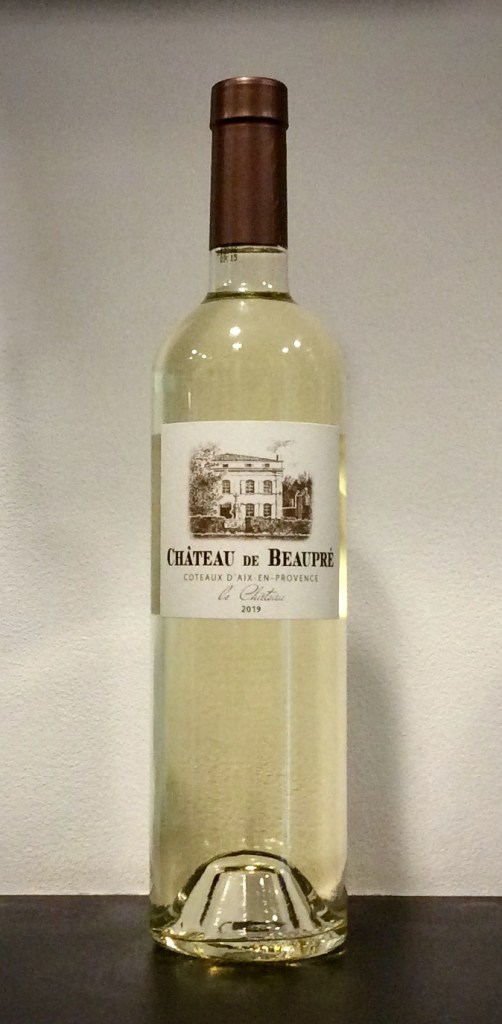 CHÂTEAU DE BEAUPRÉ
COTEAUX D'AIX-EN-PROVENCE
Le Château
2019